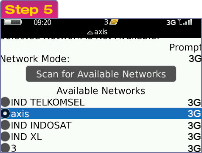 Step 5
09:20 3 3G
axis
Prompt
Network Mode: 3G
Scan for Available Networks
Available Networks
IND TELKOMSEL 3G
axis 3G
IND INDOSAT 3G
IND XL 3G
3 3G